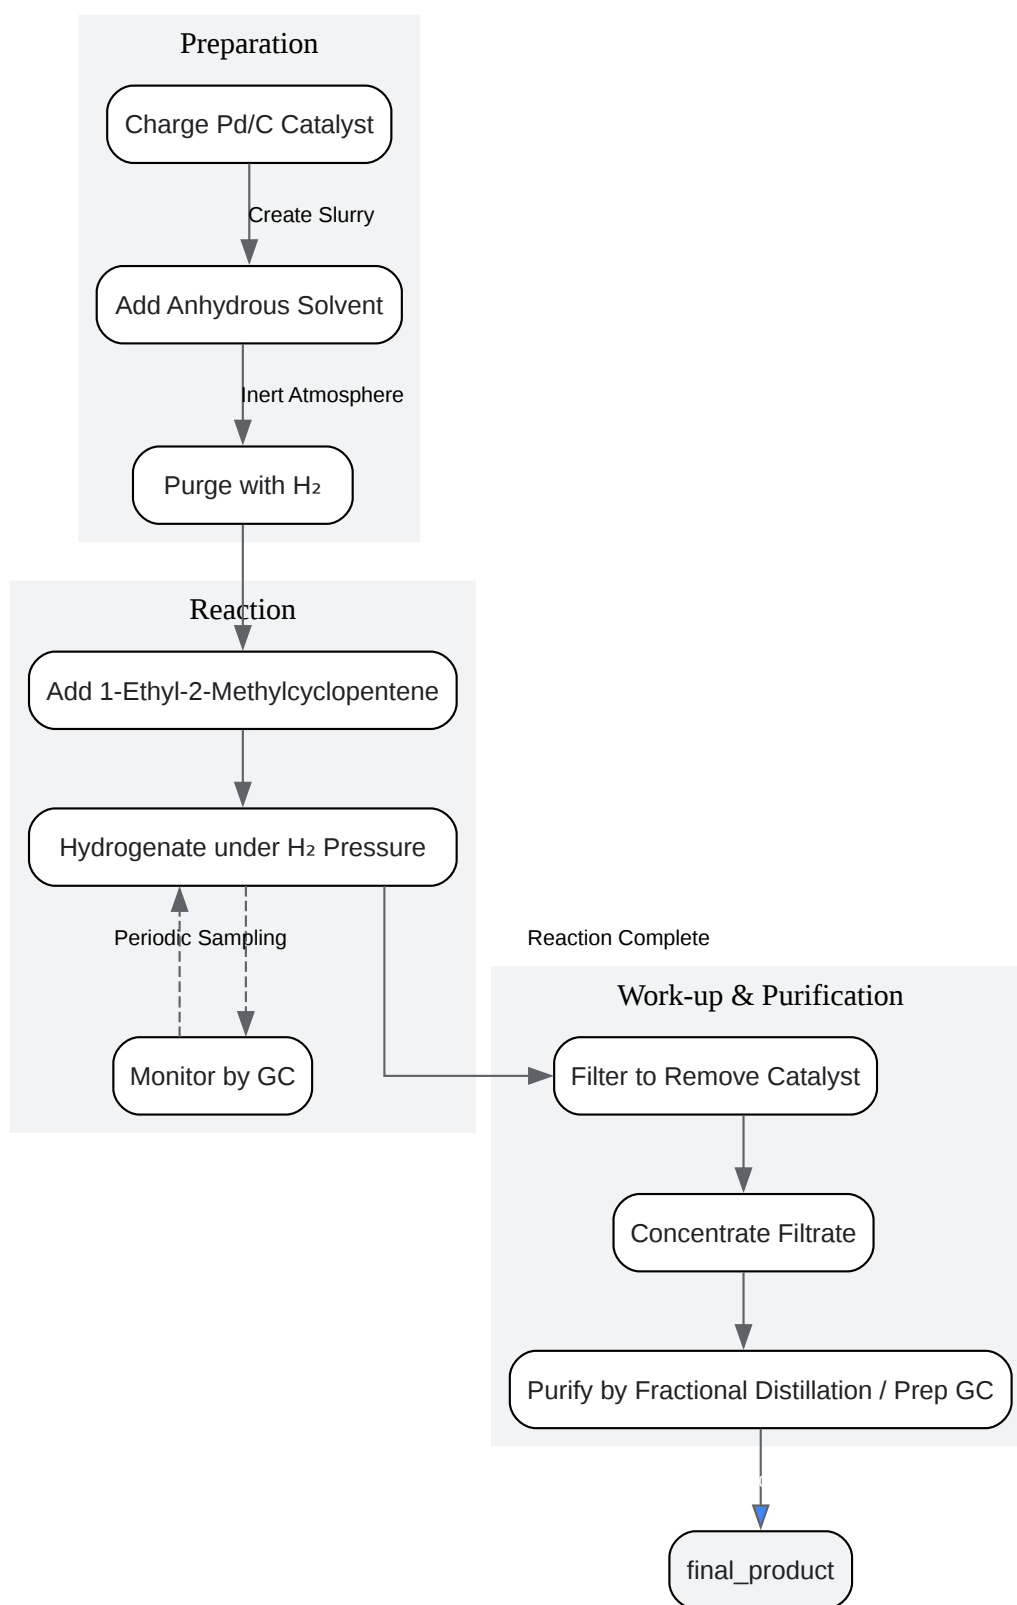 Preparation
Charge Pd/C Catalyst
Create Slurry
Add Anhydrous Solvent
Inert Atmosphere
Purge with H₂
Reaction
Add 1-Ethyl-2-Methylcyclopentene
Hydrogenate under H₂ Pressure
Periodic Sampling
Reaction Complete
Work-up & Purification
Monitor by GC
Filter to Remove Catalyst
Concentrate Filtrate
Purify by Fractional Distillation / Prep GC
final_product